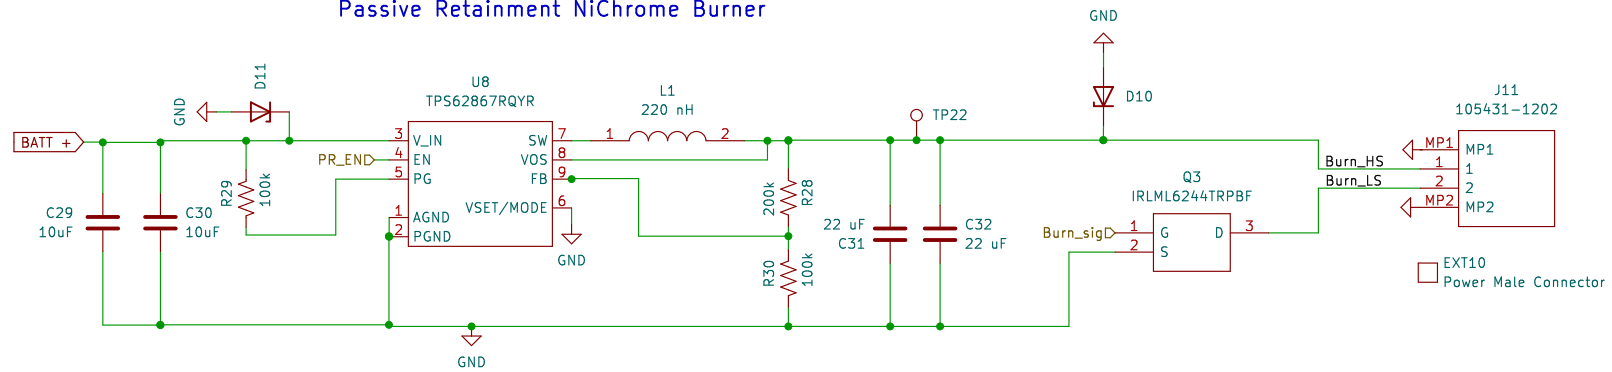 Passive Retainment NiChrome Burner
GND
D11
GND
U8
TPS62867RQYR
L1
220 nH
TP22
D10
J11
105431-1202
BATT +
3
V_IN
SW
7
1
2
PR_EN
4
EN
VOS
8
5
PG
FB
9
R29
100k
200k
R28
VSET/MODE
6
1
AGND
2
PGND
GND
C29
10uF
C30
10uF
22 uF
C31
C32
22 uF
R30
100k
Q3
IRLML6244TRPBF
Burn_sig
1
G
D
3
2
S
Burn_HS
Burn_LS
MP1
MP1
1
1
2
2
MP2
MP2
EXT10
Power Male Connector
GND